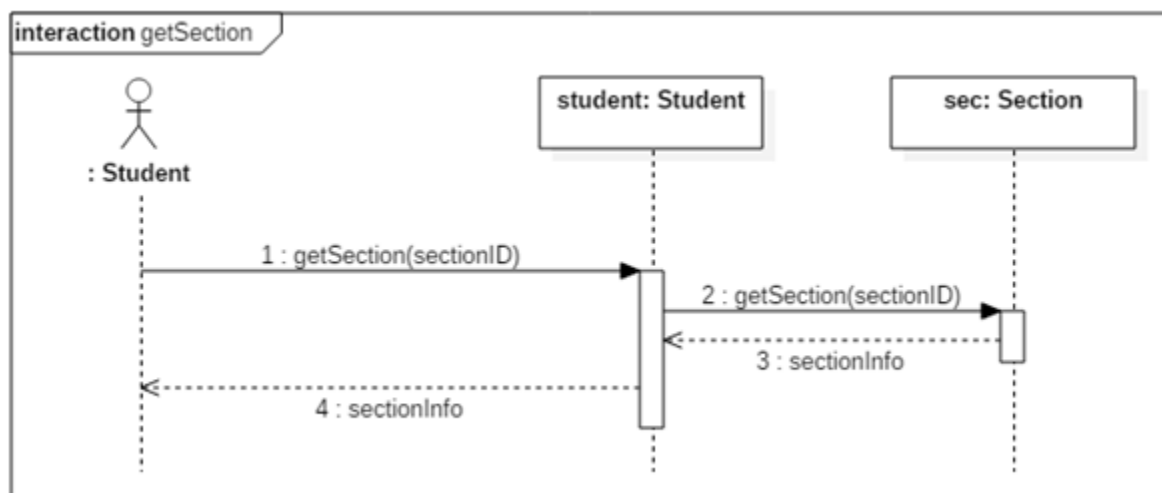 interaction getSection
: Student
student: Student
sec: Section
1 : getSection(sectionID)
2 : getSection(sectionID)
3 : sectionInfo
4 : sectionInfo